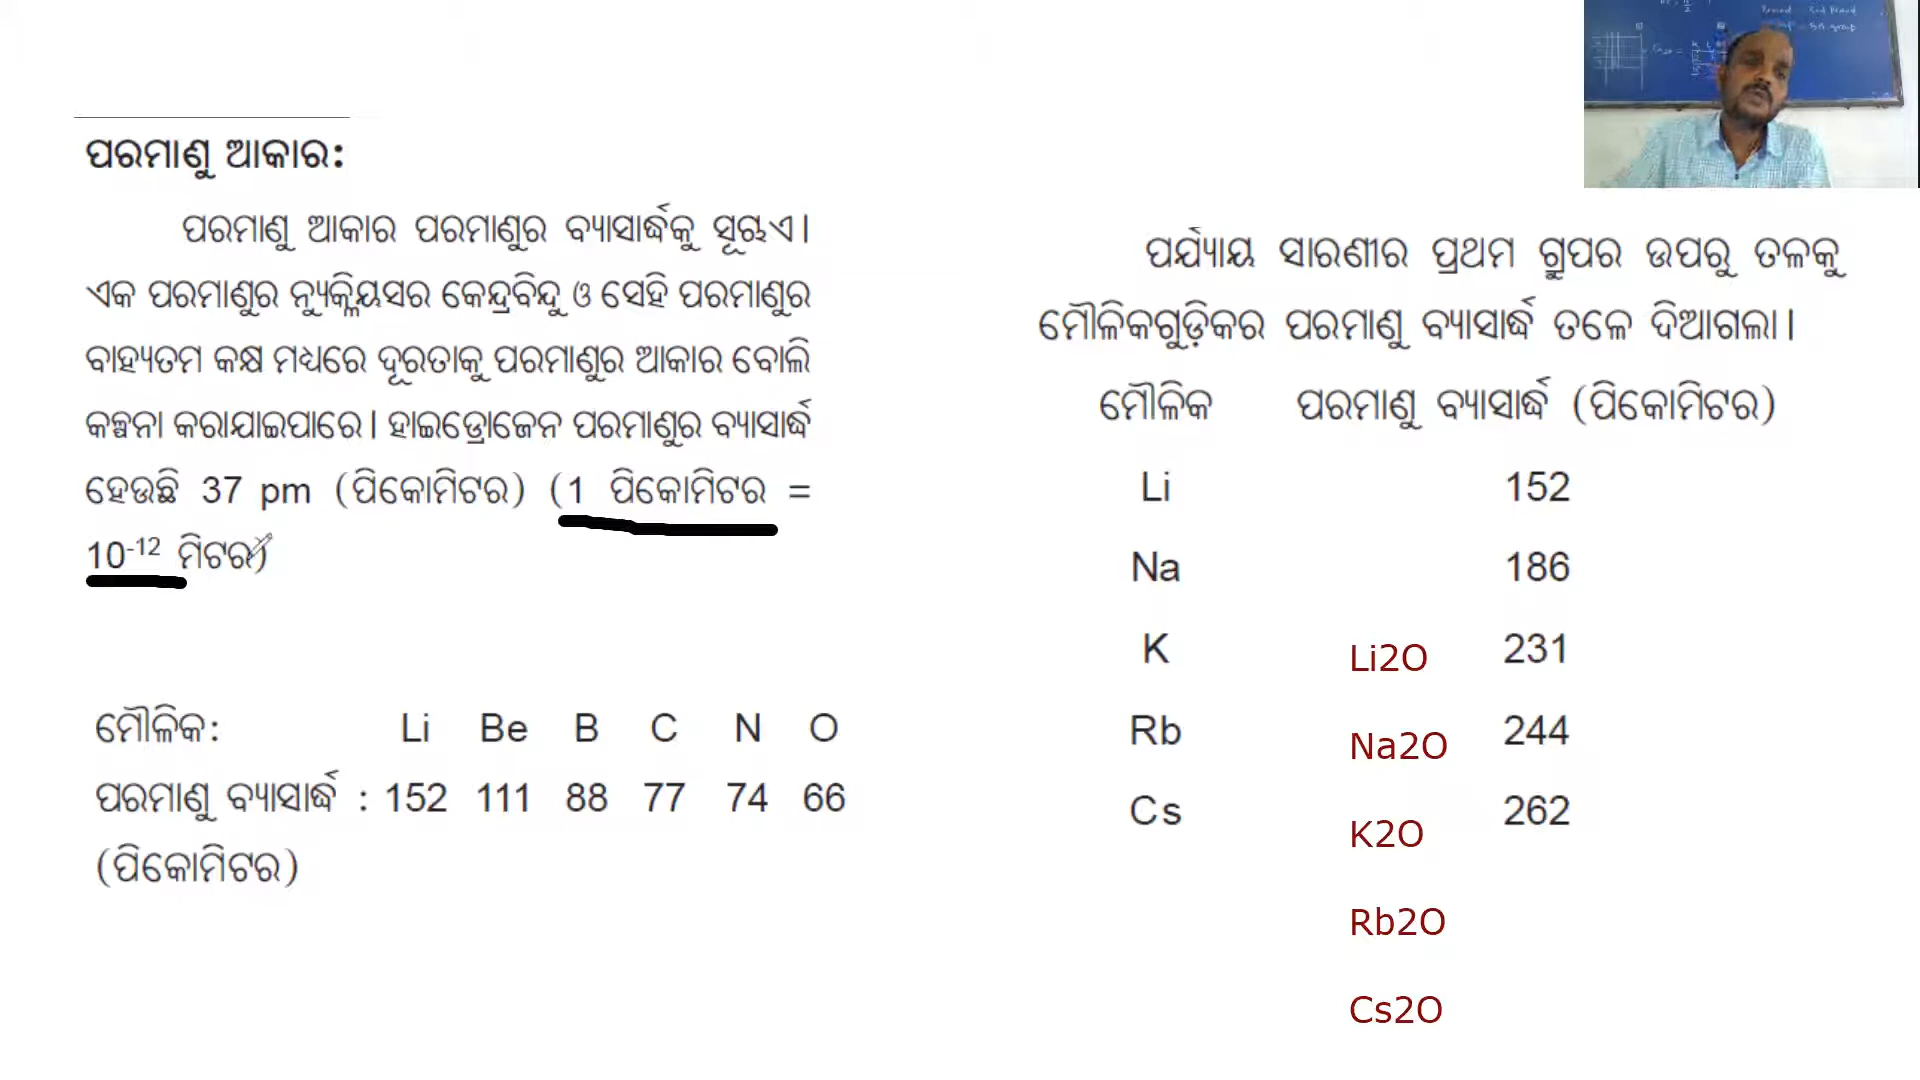 ପରମାଣୁ ଆକାର:
ପରମାଣୁ ଆକାର ପରମାଣୁର ବ୍ୟାସାର୍ଦ୍ଧକୁ ସୂଚାଏ।
ଏକ ପରମାଣୁର ନ୍ୟୁକ୍ଲିୟସର କେନ୍ଦ୍ରବିନ୍ଦୁ ଓ ସେହି ପରମାଣୁର
ବାହ୍ୟତମ କକ୍ଷ ମଧ୍ୟରେ ଦୂରତାକୁ ପରମାଣୁର ଆକାର ବୋଲି
କଳ୍ପନା କରାଯାଇପାରେ। ହାଇଡ୍ରୋଜେନ ପରମାଣୁର ବ୍ୟାସାର୍ଦ୍ଧ
ହେଉଛି 37 pm (ପିକୋମିଟର) (1 ପିକୋମିଟର =
10⁻¹² ମିଟର)
ମୌଳିକ: Li Be B C N O
ପରମାଣୁ ବ୍ୟାସାର୍ଦ୍ଧ : 152 111 88 77 74 66
(ପିକୋମିଟର)
ପର୍ଯ୍ୟାୟ ସାରଣୀର ପ୍ରଥମ ଗ୍ରୁପର ଉପରୁ ତଳକୁ
ମୌଳିକଗୁଡ଼ିକର ପରମାଣୁ ବ୍ୟାସାର୍ଦ୍ଧ ତଳେ ଦିଆଗଲା।
ମୌଳିକ ପରମାଣୁ ବ୍ୟାସାର୍ଦ୍ଧ (ପିକୋମିଟର)
Li 152
Na 186
K 231
Rb 244
Cs 262
Li2O
Na2O
K2O
Rb2O
Cs2O